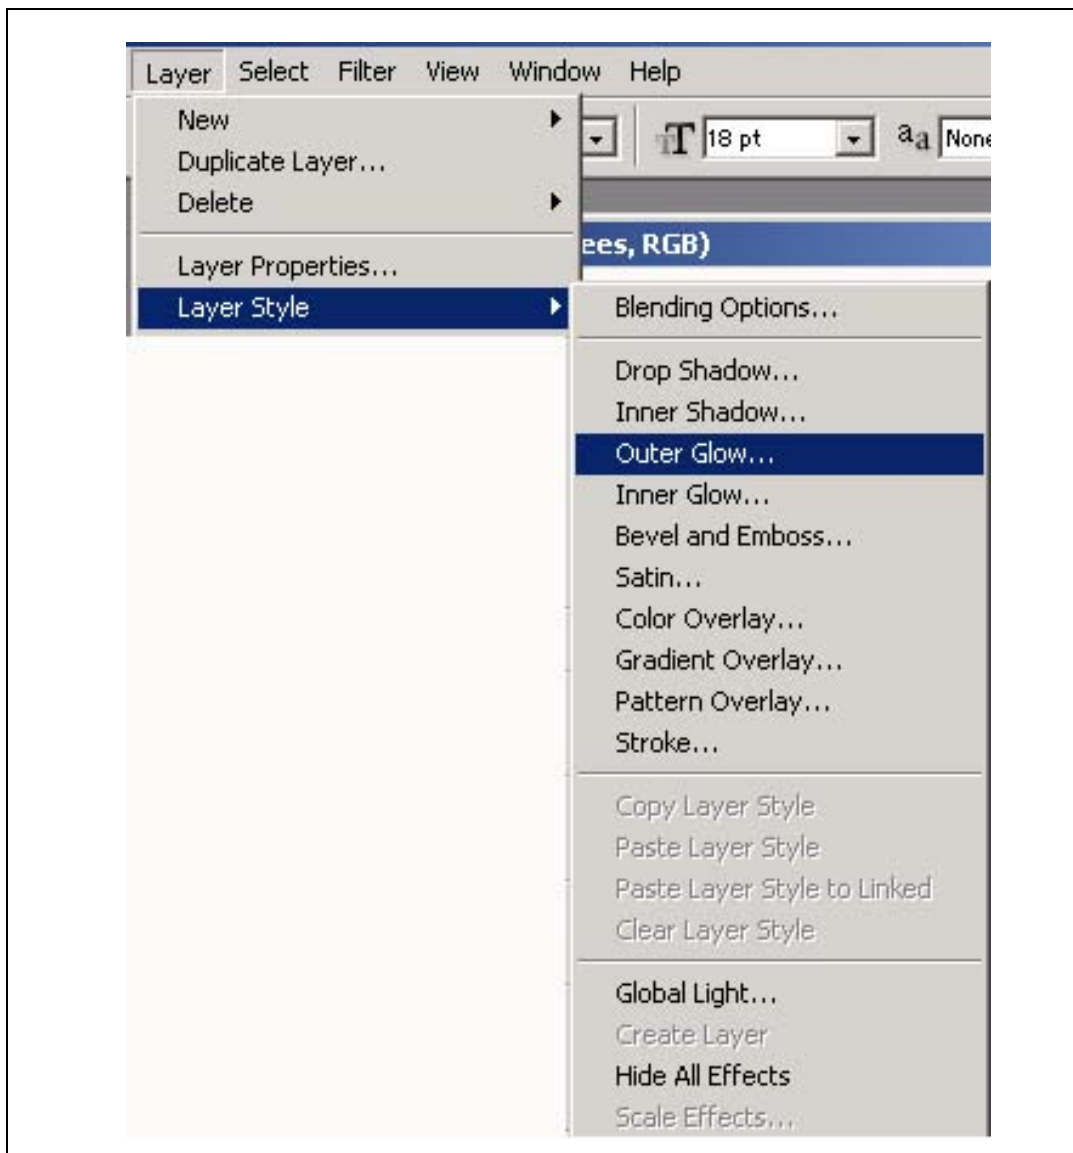 Layer Select Filter View Window Help
New
18 pt
aa
None
Duplicate Layer...
Delete
ees, RGB)
Layer Properties...
Layer Style
Blending Options...
Drop Shadow...
Inner Shadow...
Outer Glow...
Inner Glow...
Bevel and Emboss...
Satin...
Color Overlay...
Gradient Overlay...
Pattern Overlay...
Stroke...
Copy Layer Style
Paste Layer Style
Paste Layer Style to Linked
Clear Layer Style
Global Light...
Create Layer
Hide All Effects
Scale Effects...